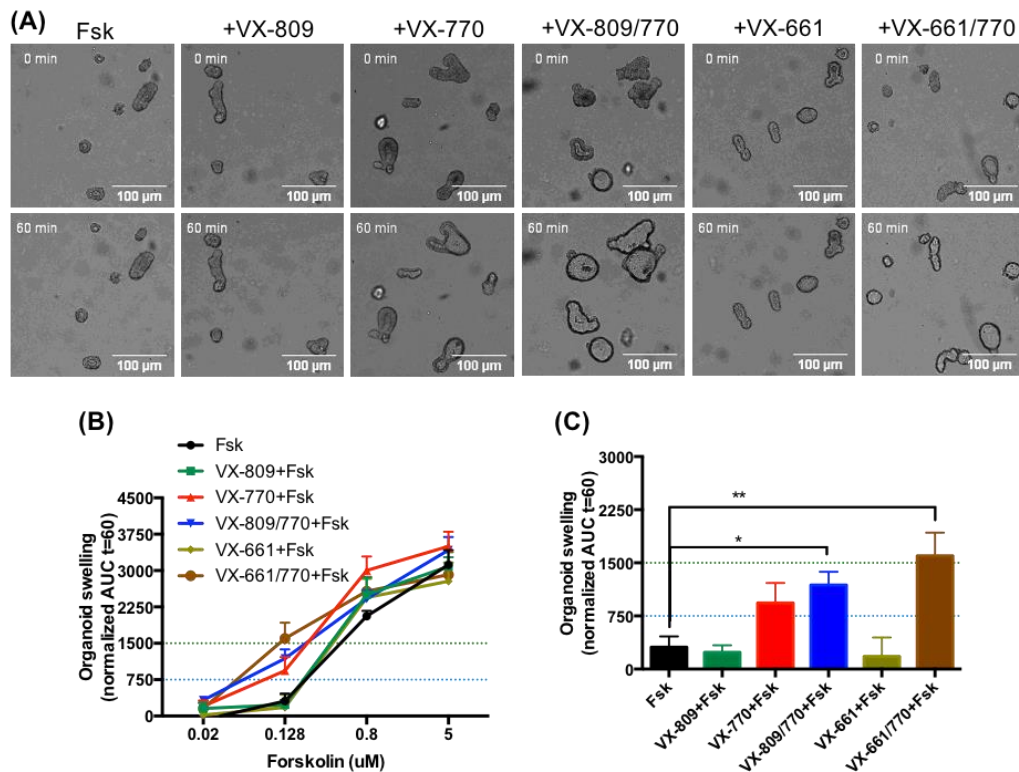 (A)
Fsk +VX-809 +VX-770 +VX-809/770 +VX-661 +VX-661/770
0 min 0 min 0 min 0 min 0 min 0 min
100 µm 100 µm 100 µm 100 µm 100 µm 100 µm
60 min 60 min 60 min 60 min 60 min 60 min
100 µm 100 µm 100 µm 100 µm 100 µm 100 µm
(B)
Fsk
VX-809+Fsk
VX-770+Fsk
VX-809/770+Fsk
VX-661+Fsk
VX-661/770+Fsk
Organoid swelling
(normalized AUC t=60)
4500
3750
3000
2250
1500
750
0
0.02 0.128 0.8 5
Forskolin (uM)
(C)
Organoid swelling
(normalized AUC t=60)
3000
2250
1500
750
0
**
*
Fsk
VX-809+Fsk
VX-770+Fsk
VX-809/770+Fsk
VX-661+Fsk
VX-661/770+Fsk